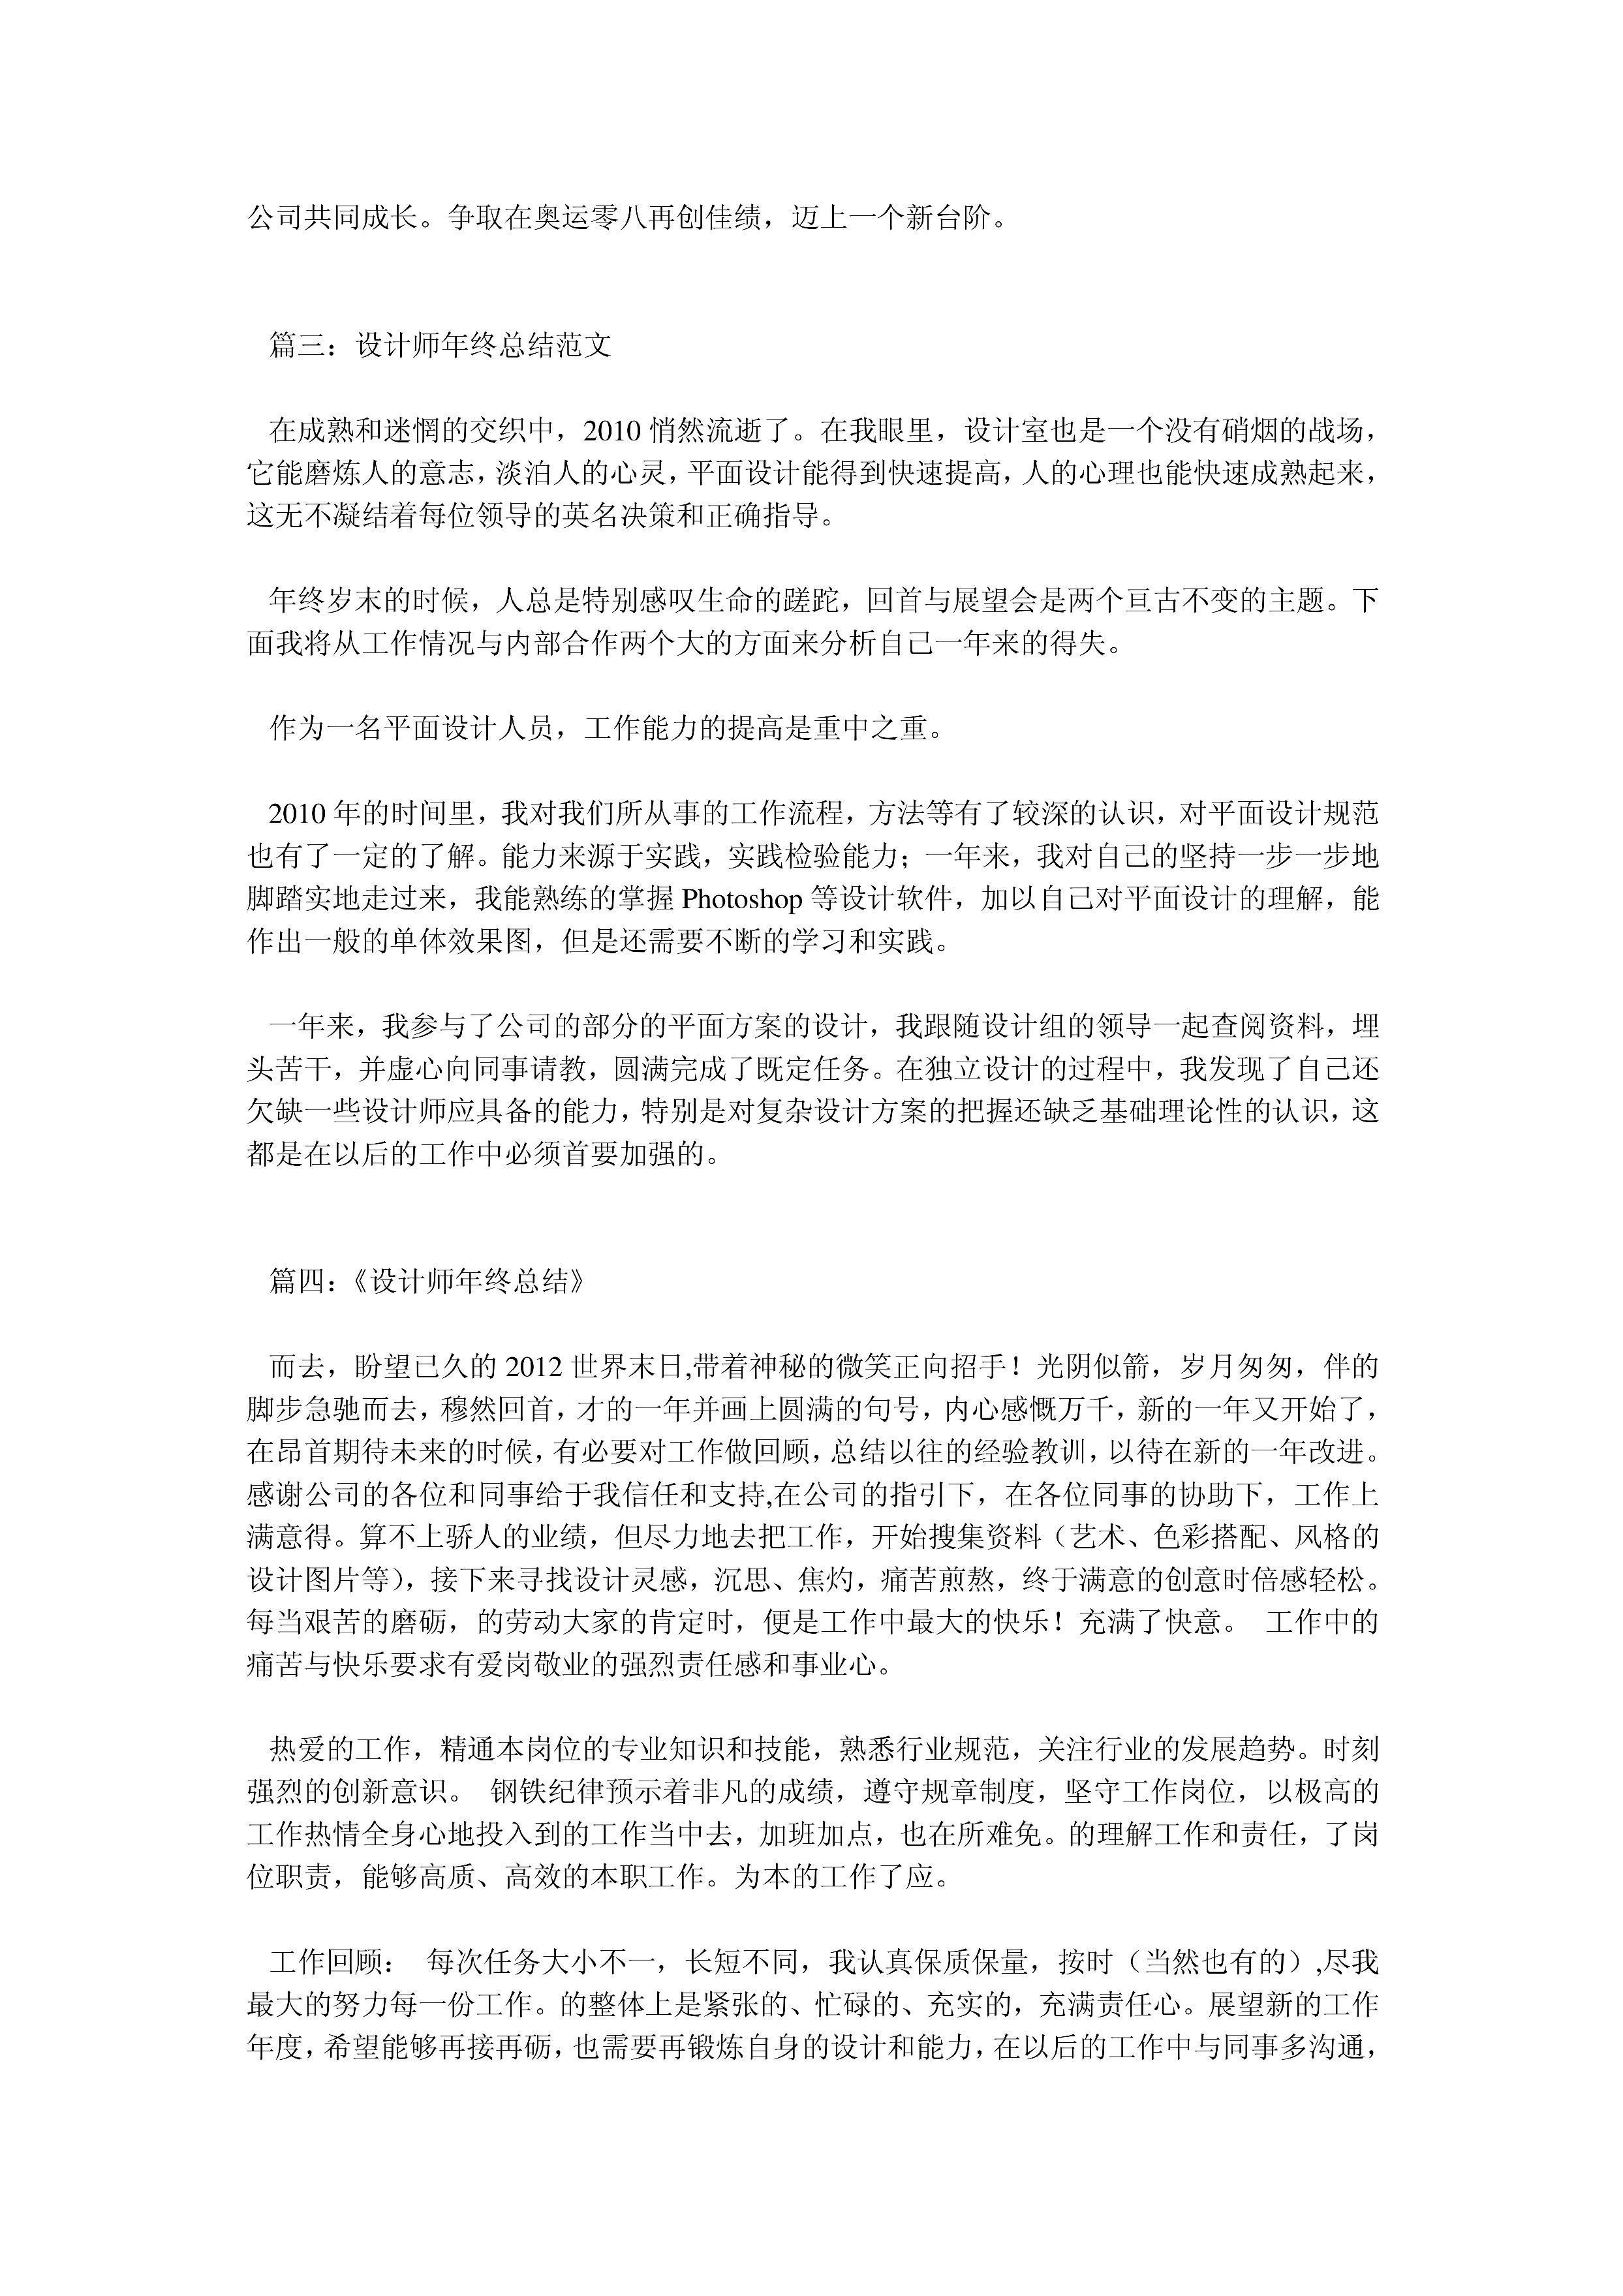 公司共同成长。争取在奥运零八再创佳绩，迈上一个新台阶。
篇三：设计师年终总结范文
在成熟和迷惘的交织中，2010 悄然流逝了。在我眼里，设计室也是一个没有硝烟的战场，
它能磨炼人的意志，淡泊人的心灵，平面设计能得到快速提高，人的心理也能快速成熟起来，
这无不凝结着每位领导的英名决策和正确指导。
年终岁末的时候，人总是特别感叹生命的蹉跎，回首与展望会是两个亘古不变的主题。下
面我将从工作情况与内部合作两个大的方面来分析自己一年来的得失。
作为一名平面设计人员，工作能力的提高是重中之重。
2010 年的时间里，我对我们所从事的工作流程，方法等有了较深的认识，对平面设计规范
也有了一定的了解。能力来源于实践，实践检验能力；一年来，我对自己的坚持一步一步地
脚踏实地走过来，我能熟练的掌握 Photoshop 等设计软件，加以自己对平面设计的理解，能
作出一般的单体效果图，但是还需要不断的学习和实践。
一年来，我参与了公司的部分的平面方案的设计，我跟随设计组的领导一起查阅资料，埋
头苦干，并虚心向同事请教，圆满完成了既定任务。在独立设计的过程中，我发现了自己还
欠缺一些设计师应具备的能力，特别是对复杂设计方案的把握还缺乏基础理论性的认识，这
都是在以后的工作中必须首要加强的。
篇四：《设计师年终总结》
而去，盼望已久的 2012 世界末日,带着神秘的微笑正向招手！光阴似箭，岁月匆匆，伴的
脚步急驰而去，穆然回首，才的一年并画上圆满的句号，内心感慨万千，新的一年又开始了，
在昂首期待未来的时候，有必要对工作做回顾，总结以往的经验教训，以待在新的一年改进。
感谢公司的各位和同事给于我信任和支持,在公司的指引下，在各位同事的协助下，工作上
满意得。算不上骄人的业绩，但尽力地去把工作，开始搜集资料（艺术、色彩搭配、风格的
设计图片等），接下来寻找设计灵感，沉思、焦灼，痛苦煎熬，终于满意的创意时倍感轻松。
每当艰苦的磨砺，的劳动大家的肯定时，便是工作中最大的快乐！充满了快意。 工作中的
痛苦与快乐要求有爱岗敬业的强烈责任感和事业心。
热爱的工作，精通本岗位的专业知识和技能，熟悉行业规范，关注行业的发展趋势。时刻
强烈的创新意识。 钢铁纪律预示着非凡的成绩，遵守规章制度，坚守工作岗位，以极高的
工作热情全身心地投入到的工作当中去，加班加点，也在所难免。的理解工作和责任，了岗
位职责，能够高质、高效的本职工作。为本的工作了应。
工作回顾： 每次任务大小不一，长短不同，我认真保质保量，按时（当然也有的）,尽我
最大的努力每一份工作。的整体上是紧张的、忙碌的、充实的，充满责任心。展望新的工作
年度，希望能够再接再砺，也需要再锻炼自身的设计和能力，在以后的工作中与同事多沟通，